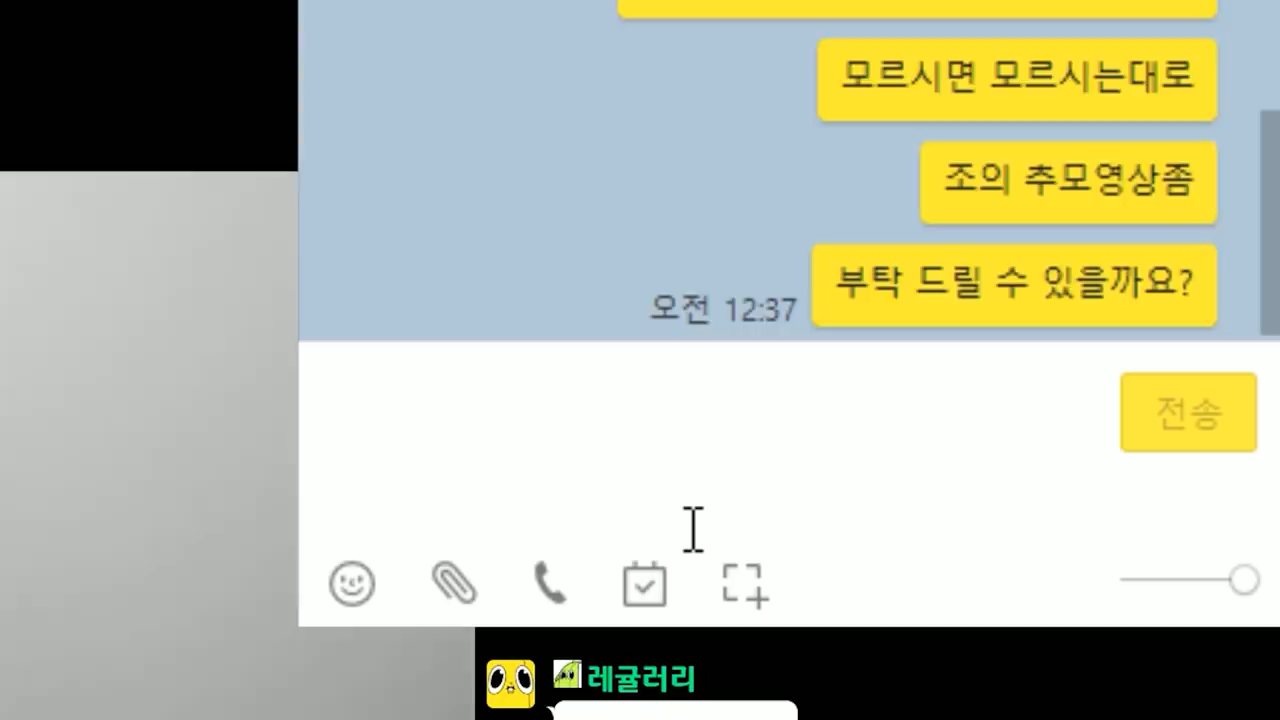 모르시면 모르시는대로
조의 추모영상좀
오전 12:37 부탁 드릴 수 있을까요?
전송
레귤러리